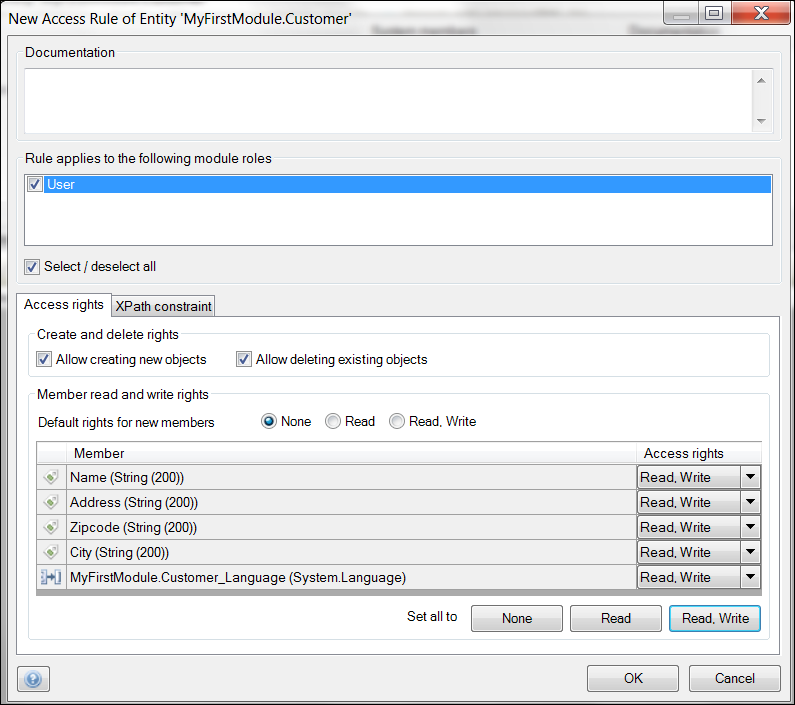 New Access Rule of Entity 'MyFirstModule.Customer'
Documentation
Rule applies to the following module roles
User
Select / deselect all
Access rights XPath constraint
Create and delete rights
Allow creating new objects Allow deleting existing objects
Member read and write rights
Default rights for new members None Read Read, Write
Member Access rights
Name (String (200)) Read, Write
Address (String (200)) Read, Write
Zipcode (String (200)) Read, Write
City (String (200)) Read, Write
MyFirstModule.Customer_Language (System.Language) Read, Write
Set all to None Read Read, Write
? OK Cancel